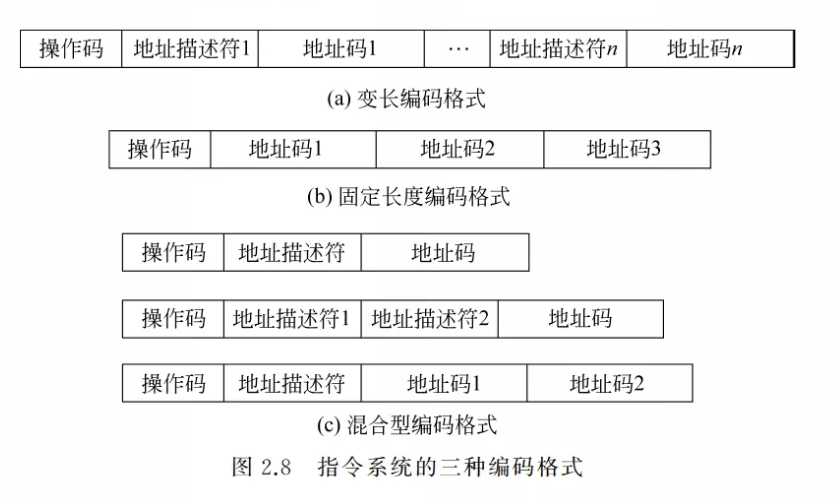 操作码 地址描述符1 地址码1 … 地址描述符n 地址码n
(a) 变长编码格式
操作码 地址码1 地址码2 地址码3
(b) 固定长度编码格式
操作码 地址描述符 地址码
操作码 地址描述符1 地址描述符2 地址码
操作码 地址描述符 地址码1 地址码2
(c) 混合型编码格式
图 2.8 指令系统的三种编码格式